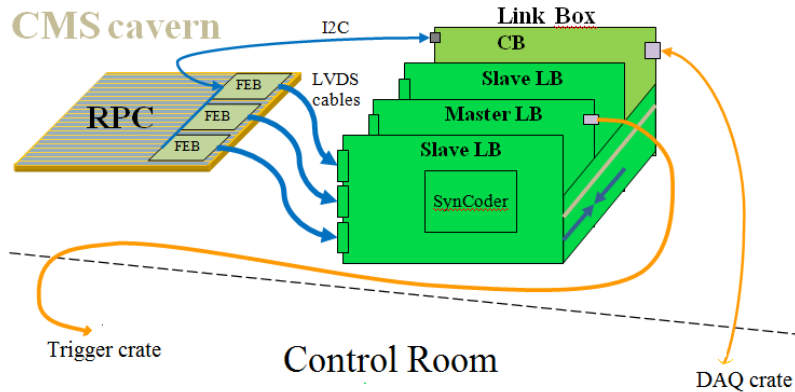 CMS cavern
I2C
Link Box
CB
FEB
LVDS
cables
Slave LB
RPC
FEB
Master LB
FEB
Slave LB
SynCoder
Trigger crate
Control Room
DAQ crate